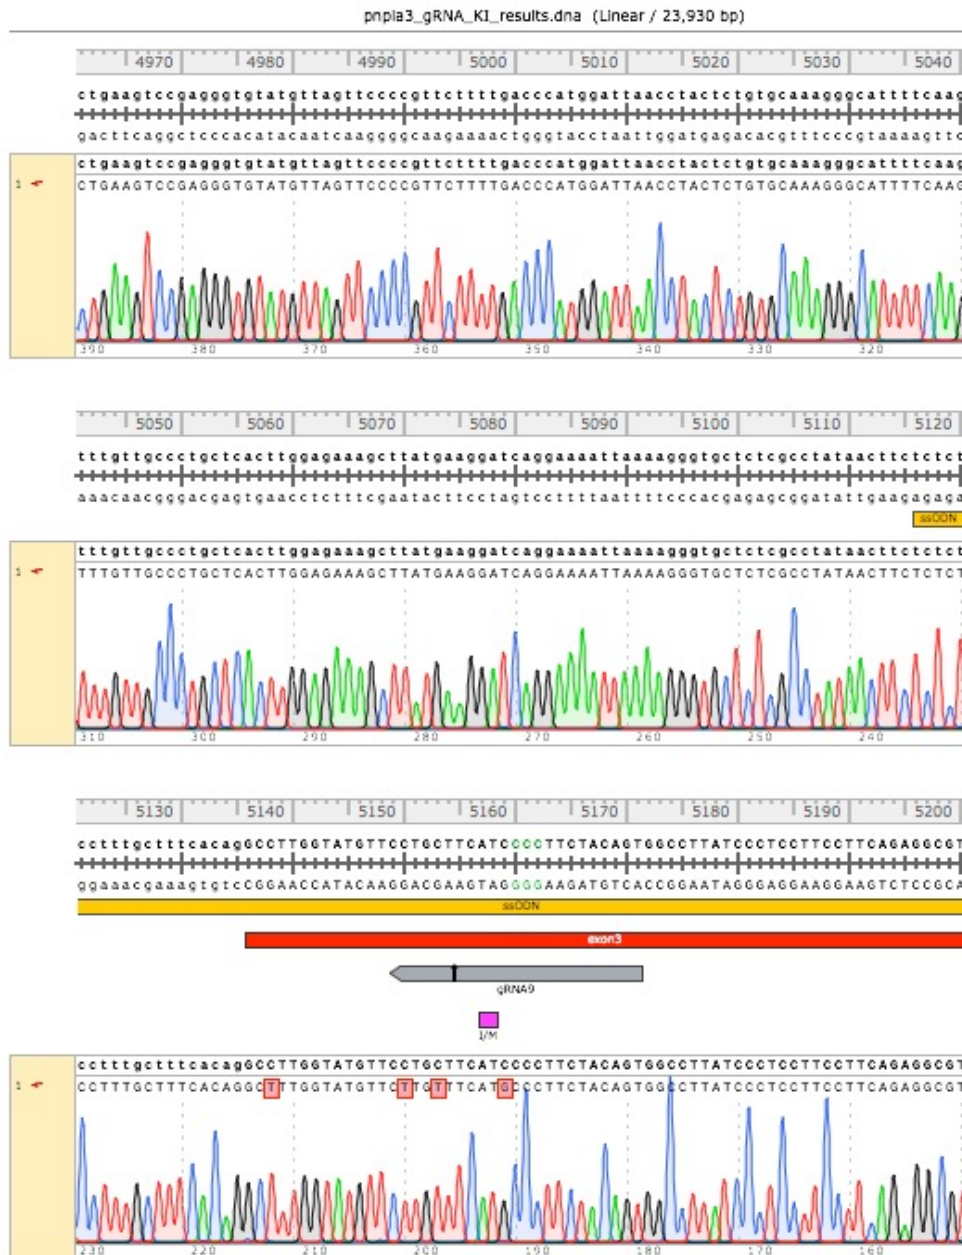 pnpla3_gRNA_KI_results.dna (Linear / 23,930 bp)
4970 4980 4990 5000 5010 5020 5030 5040
ctgaagtccgagggtgtatgttagttccccgttcttttgacccatggattaacctactctgtgcaaagggcattttcaag
gacttcaggctcccacatacaatcaaggggcaagaaaactgggtacctaattggatgagacacgtttcccgtaaaagttc
ctgaagtccgagggtgtatgttagttccccgttcttttgacccatggattaacctactctgtgcaaagggcattttcaag
1 CTGAAGTCCGAGGGTGTATGTTAGTTCCCCGTTCTTTTGACCCATGGATTAACCTACTCTGTGCAAAGGGCATTTTCAAG
390 380 370 360 350 340 330 320
5050 5060 5070 5080 5090 5100 5110 5120
tttgttgccctgctcacttggagaaagcttatgaaggatcaggaaaattaaaagggtgctctcgcctataacttctctct
aaacaacgggacgagtgaacctctttcgaatacttcctagtccttttaattttcccacgagagcggatattgaagagaga
ssODN
tttgttgccctgctcacttggagaaagcttatgaaggatcaggaaaattaaaagggtgctctcgcctataacttctctct
1 TTTGTTGCCCTGCTCACTTGGAGAAAGCTTATGAAGGATCAGGAAAATTAAAAGGGTGCTCTCGCCTATAACTTCTCTCT
310 300 290 280 270 260 250 240
5130 5140 5150 5160 5170 5180 5190 5200
cctttgctttcacagGCCTTGGTATGTTCCTGCTTCATCCCCTTCTACAGTGGCCTTATCCCTCCTTCCTTCAGAGGCGT
ggaaacgaaagtgtcCGGAACCATACAAGGACGAAGTAGGGGAAGATGTCACCGGAATAGGGAGGAAGGAAGTCTCCGCA
ssODN
exon3
gRNA9
I/M
cctttgctttcacagGCCTTGGTATGTTCCTGCTTCATCCCCTTCTACAGTGGCCTTATCCCTCCTTCCTTCAGAGGCGT
1 CCTTTGCTTTCACAGGCTTTGGTATGTTCTTGTTTCATGCCCTTCTACAGTGGCCTTATCCCTCCTTCCTTCAGAGGCGT
230 220 210 200 190 180 170 160